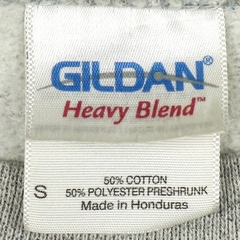 GILDAN®
Heavy Blend™
50% COTTON
S 50% POLYESTER PRESHRUNK
Made in Honduras